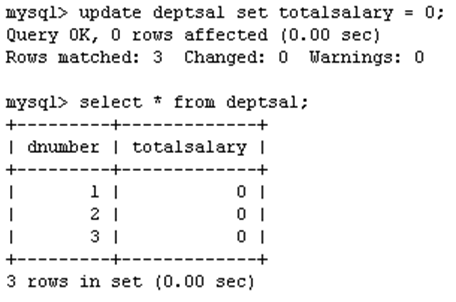 mysql> update deptsal set totalsalary = 0;
Query OK, 0 rows affected (0.00 sec)
Rows matched: 3  Changed: 0  Warnings: 0

mysql> select * from deptsal;
+---------+-------------+
| dnumber | totalsalary |
+---------+-------------+
|       1 |           0 |
|       2 |           0 |
|       3 |           0 |
+---------+-------------+
3 rows in set (0.00 sec)